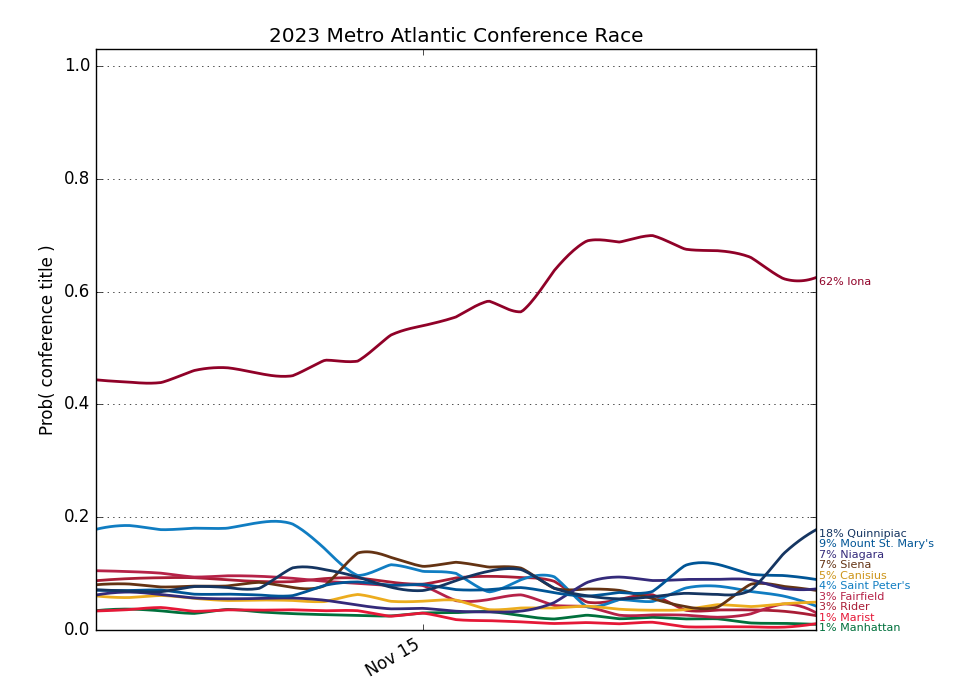 2023 Metro Atlantic Conference Race
1.0
0.8
0.6
0.4
0.2
0.0
Prob( conference title )
Nov 15
62% Iona
18% Quinnipiac
9% Mount St. Mary's
7% Niagara
7% Siena
5% Canisius
4% Saint Peter's
3% Fairfield
3% Rider
1% Marist
1% Manhattan